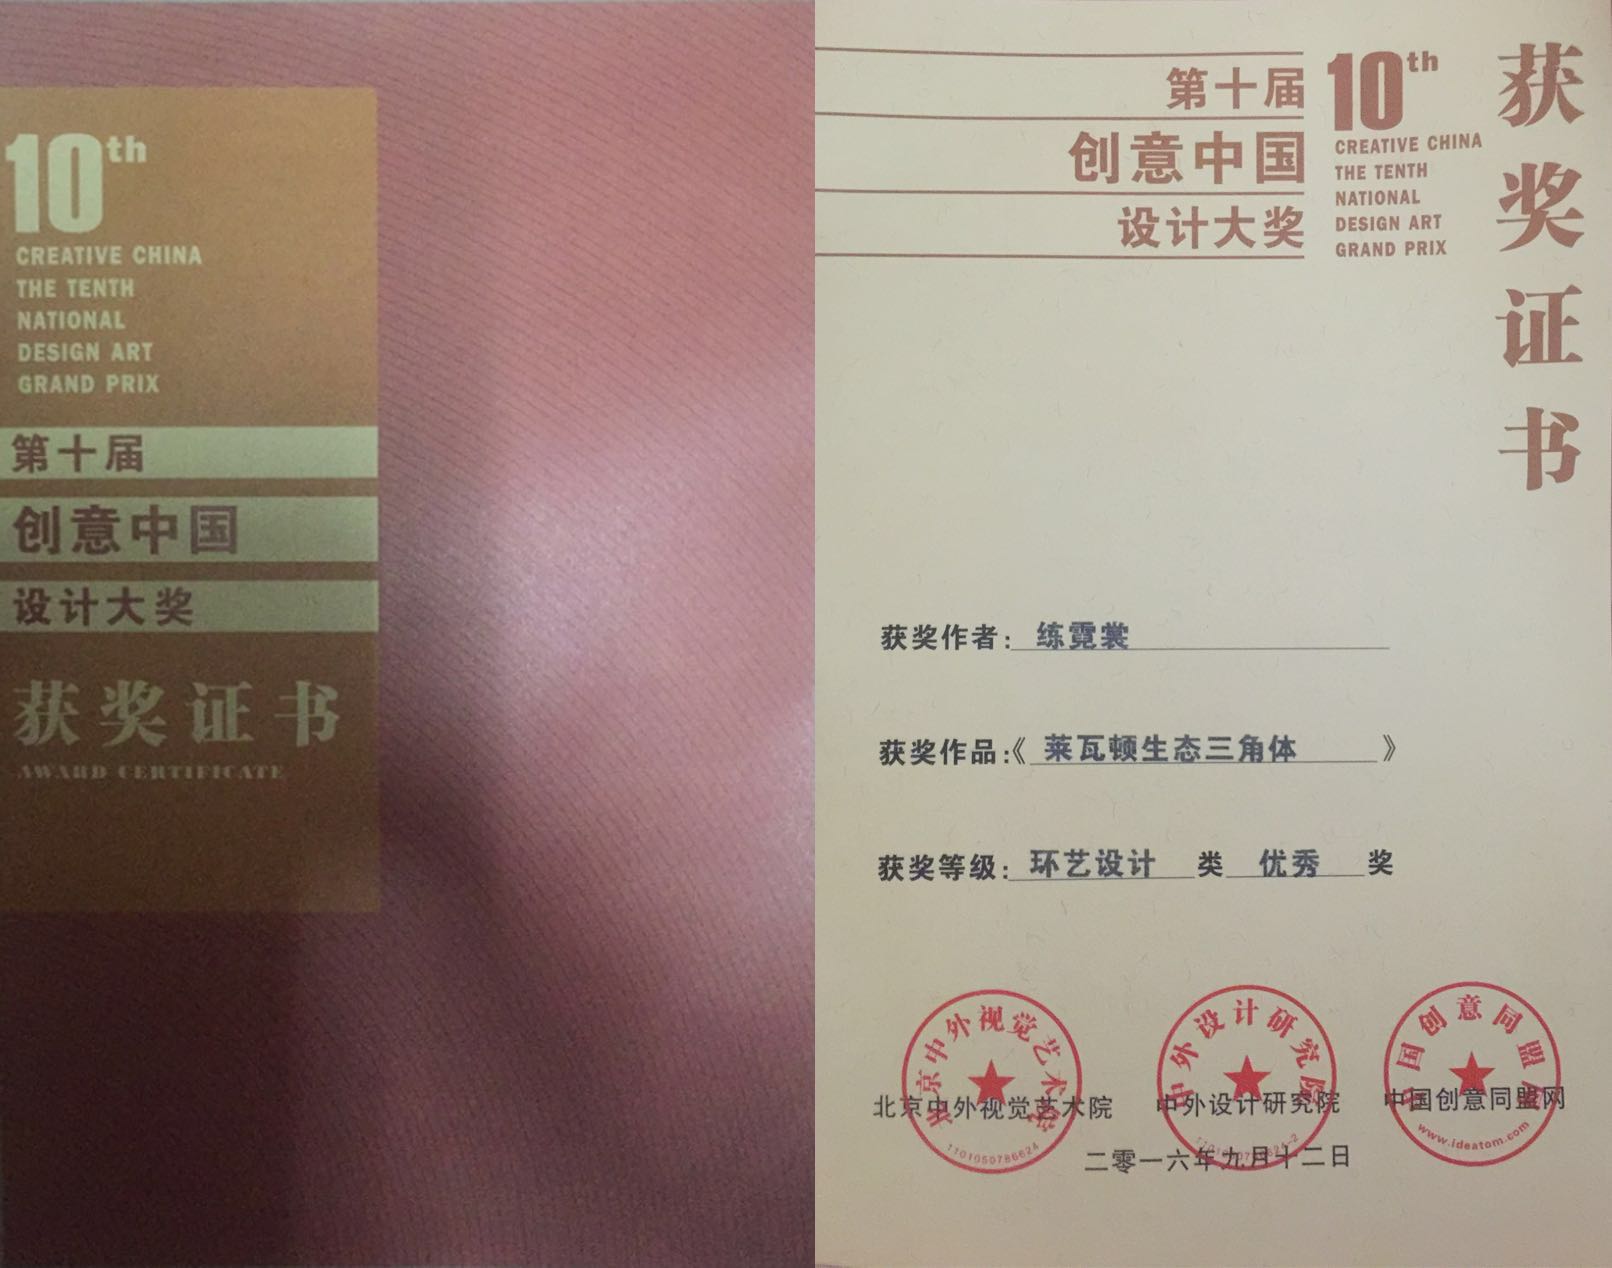 10th
CREATIVE CHINA
THE TENTH
NATIONAL
DESIGN ART
GRAND PRIX
第十届
创意中国
设计大奖
获奖证书
AWARD CERTIFICATE
第十届
创意中国
设计大奖
10th
CREATIVE CHINA
THE TENTH
NATIONAL
DESIGN ART
GRAND PRIX
获奖证书
获奖作者：练霓裳
获奖作品：《莱瓦顿生态三角体》
获奖等级：环艺设计 类 优秀 奖
北京中外视觉艺术院
1101050786624
中外设计研究院
中国创意同盟
www.ideatom.com
北京中外视觉艺术院 中外设计研究院 中国创意同盟网
二零一六年九月十二日